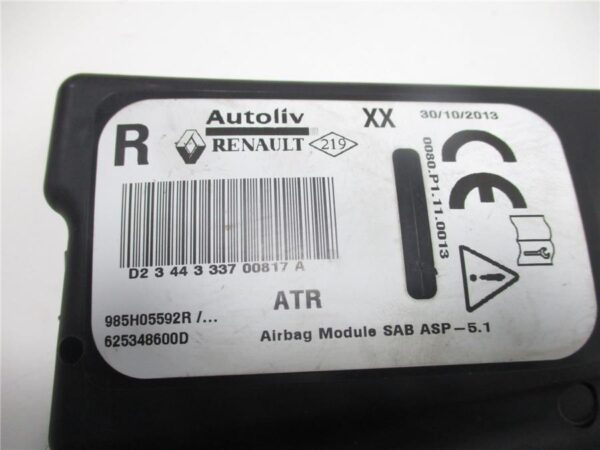 R
Autoliv
RENAULT
219
XX
30/10/2013
0080.P1.11.0013
CE
D2 3 44 3 337 00817 A
ATR
985H05592R /...
625348600D
Airbag Module SAB ASP-5.1